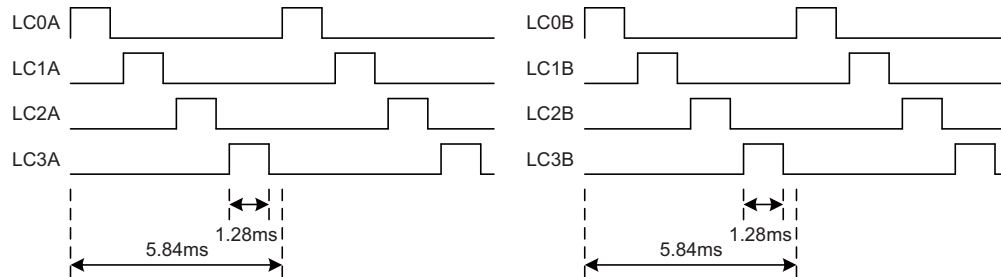 LC0A
LC1A
LC2A
LC3A
1.28ms
5.84ms
LC0B
LC1B
LC2B
LC3B
1.28ms
5.84ms